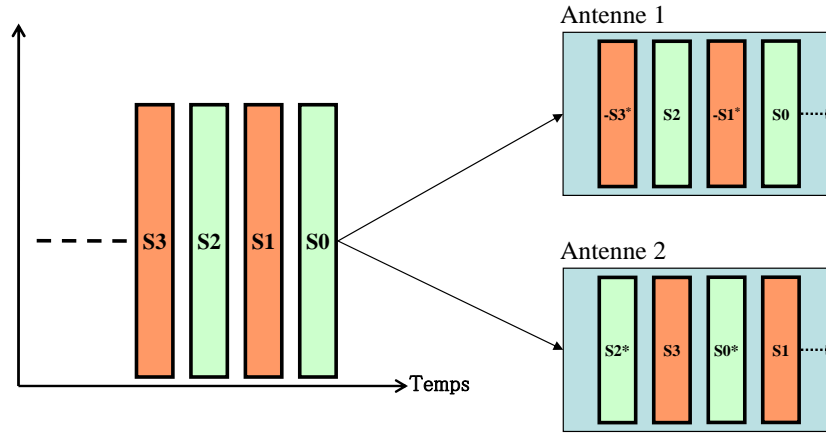 Antenne 1
-S3* S2 -S1* S0
S3 S2 S1 S0
Antenne 2
S2* S3 S0* S1
Temps